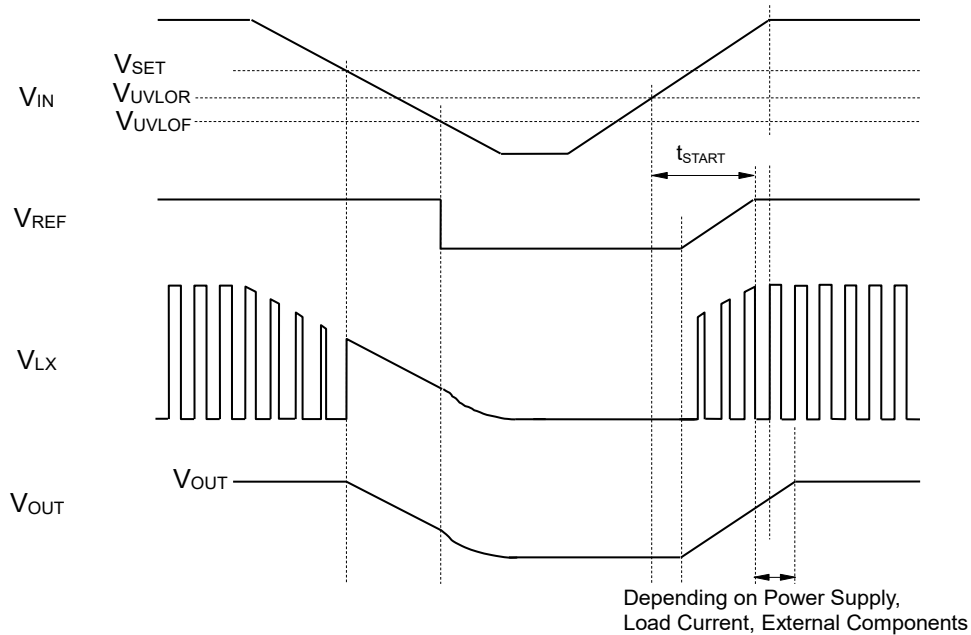 VSET
VIN
VUVLOR
VUVLOF
tSTART
VREF
VLX
VOUT
VOUT
Depending on Power Supply,
Load Current, External Components